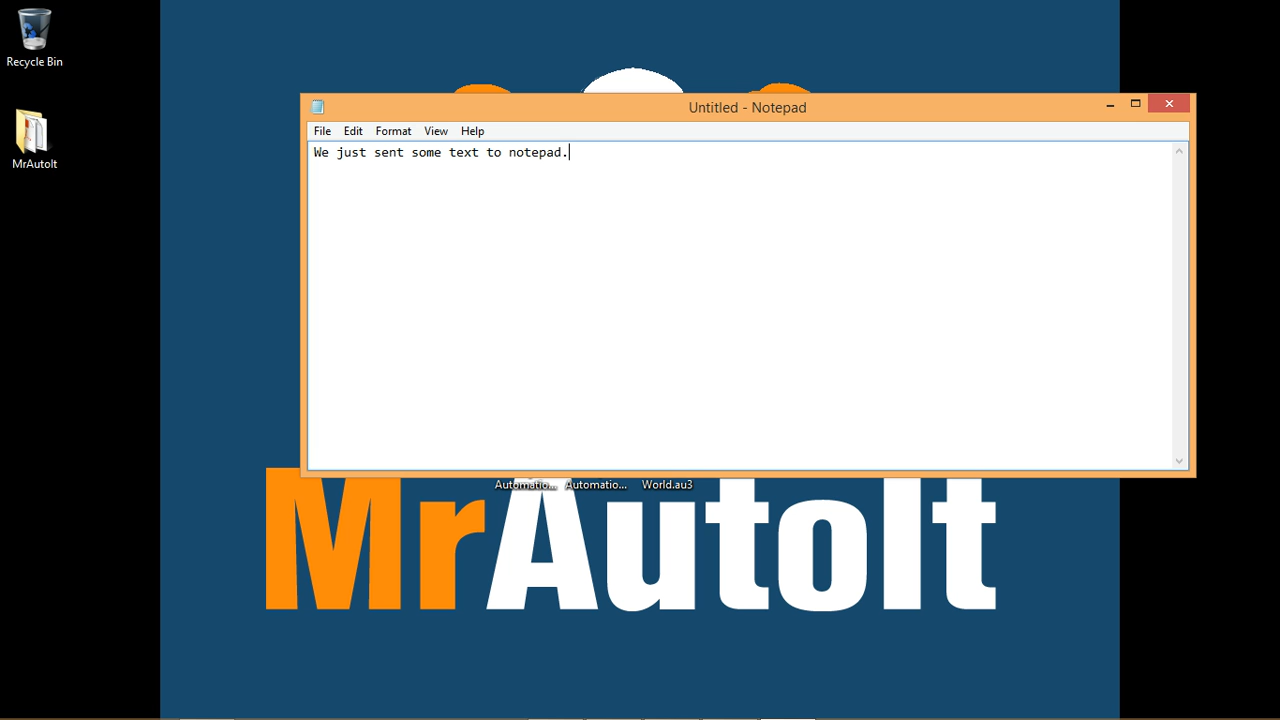 Recycle Bin
MrAutoIt
Untitled - Notepad
File Edit Format View Help
We just sent some text to notepad.
Automatio... Automatio... World.au3
MrAutoIt